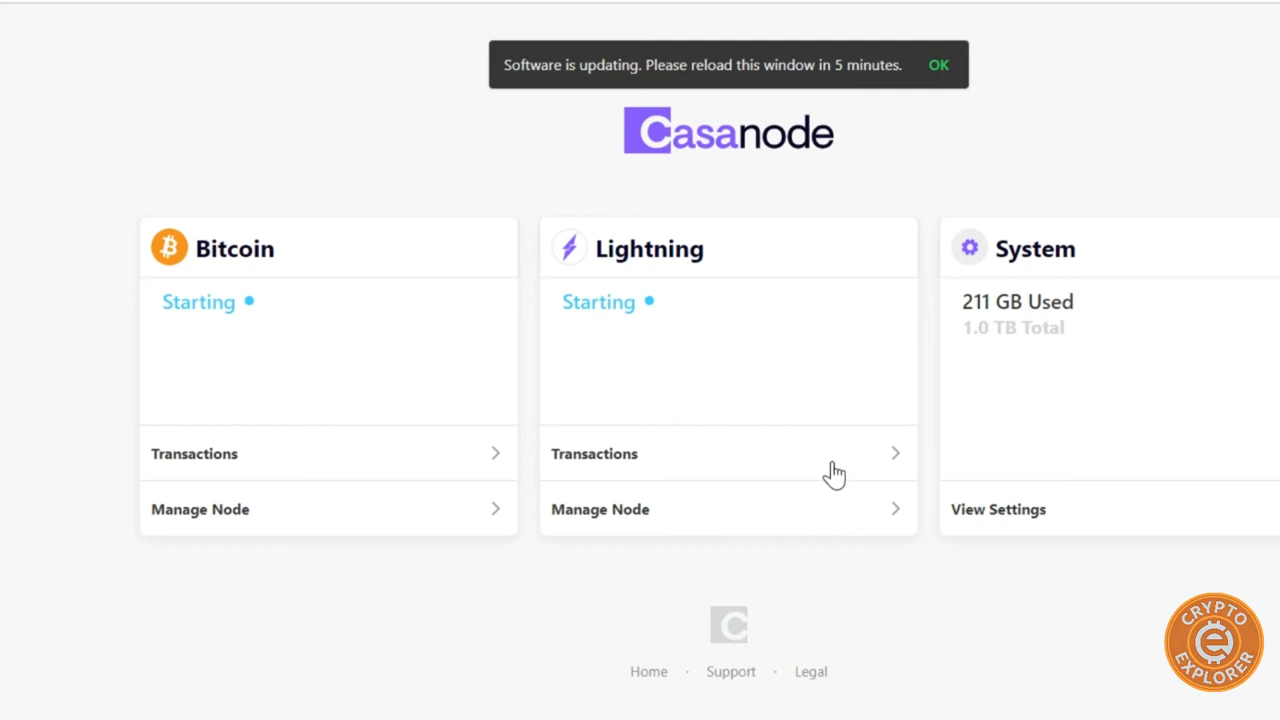 Software is updating. Please reload this window in 5 minutes. OK
Casanode
Bitcoin
Starting
Transactions
Manage Node
Lightning
Starting
Transactions
Manage Node
System
211 GB Used
1.0 TB Total
View Settings
C
Home · Support · Legal
CRYPTO
e
EXPLORER